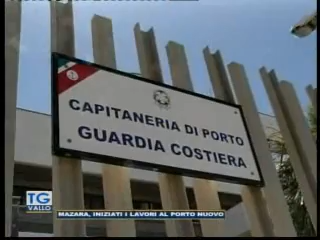 CAPITANERIA DI PORTO
GUARDIA COSTIERA
TG
VALLO
MAZARA, INIZIATI I LAVORI AL PORTO NUOVO